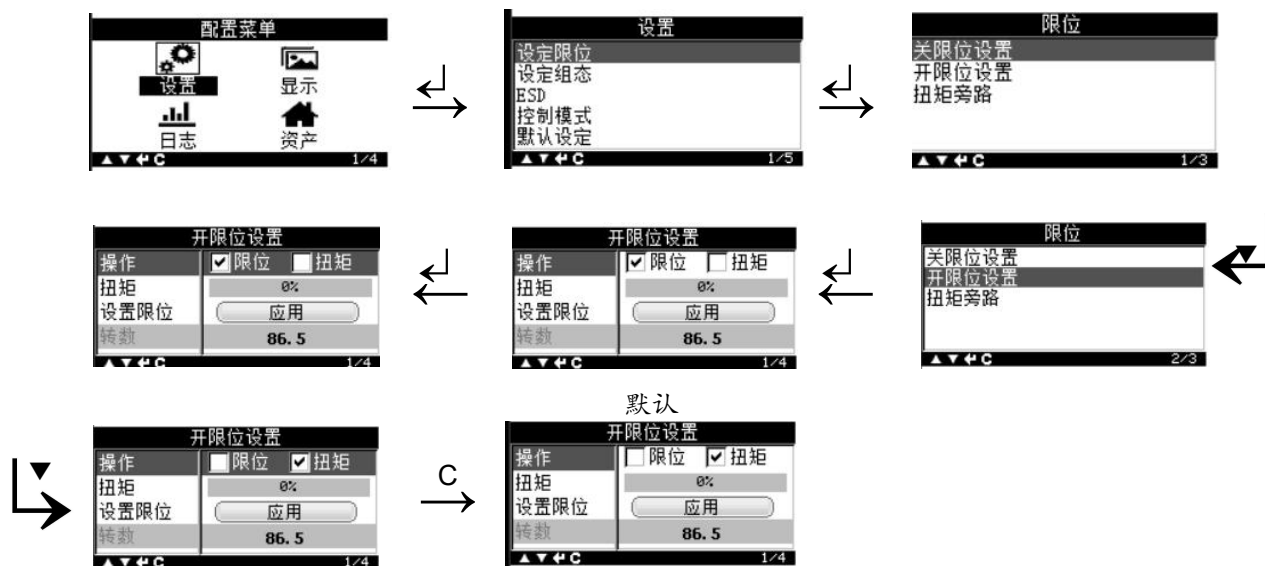 配置菜单
设置
显示
日志
资产
▲▼↵C 1/4
设置
设定限位
设定组态
ESD
控制模式
默认设定
▲▼↵C 1/5
限位
关限位设置
开限位设置
扭矩旁路
▲▼↵C 1/3
开限位设置
操作 限位 扭矩
扭矩 0%
设置限位 应用
转数 86.5
▲▼↵C 1/4
开限位设置
操作 限位 扭矩
扭矩 0%
设置限位 应用
转数 86.5
▲▼↵C 1/4
限位
关限位设置
开限位设置
扭矩旁路
▲▼↵C 2/3
开限位设置
操作 限位 扭矩
扭矩 0%
设置限位 应用
转数 86.5
▲▼↵C 1/4
C
默认
开限位设置
操作 限位 扭矩
扭矩 0%
设置限位 应用
转数 86.5
▲▼↵C 1/4